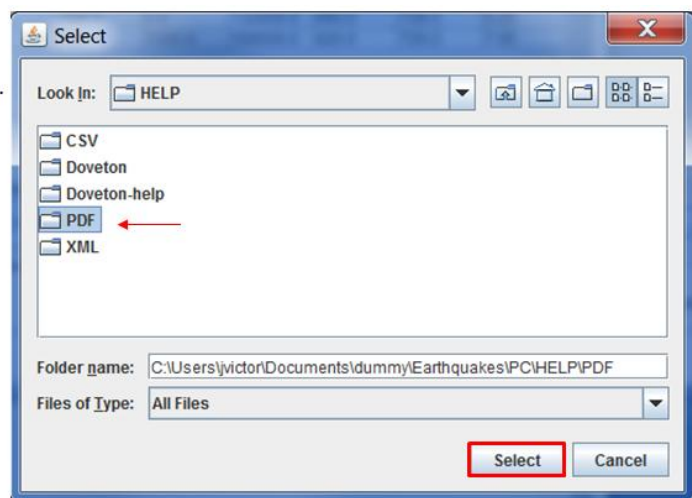 Select
Look In: HELP
CSV
Doveton
Doveton-help
PDF
XML
Folder name: C:\Users\jvictor\Documents\dummy\Earthquakes\PC\HELP\PDF
Files of Type: All Files
Select Cancel